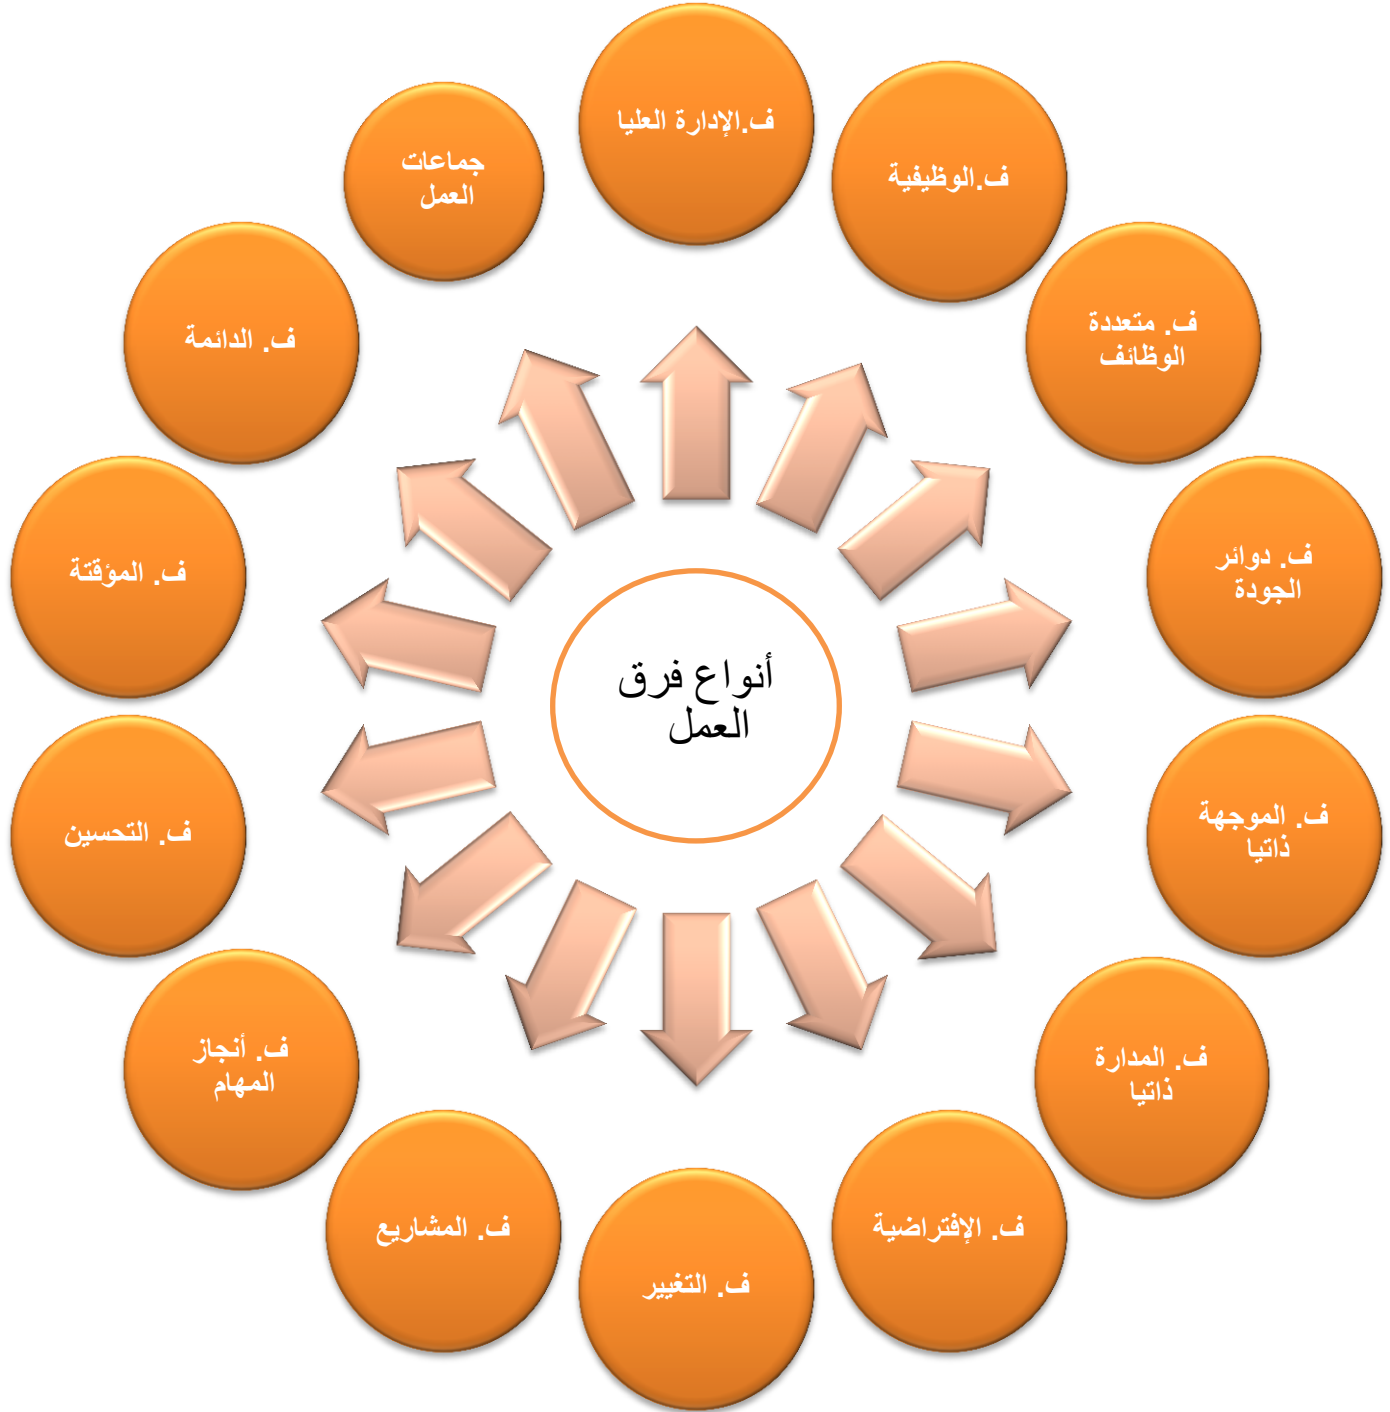 أنواع فرق
العمل
ف.الإدارة العليا
ف.الوظيفية
ف. متعددة
الوظائف
ف. دوائر
الجودة
ف. الموجهة
ذاتيا
ف. المدارة
ذاتيا
ف. الإفتراضية
ف. التغيير
ف. المشاريع
ف. أنجاز
المهام
ف. التحسين
ف. المؤقتة
ف. الدائمة
جماعات
العمل